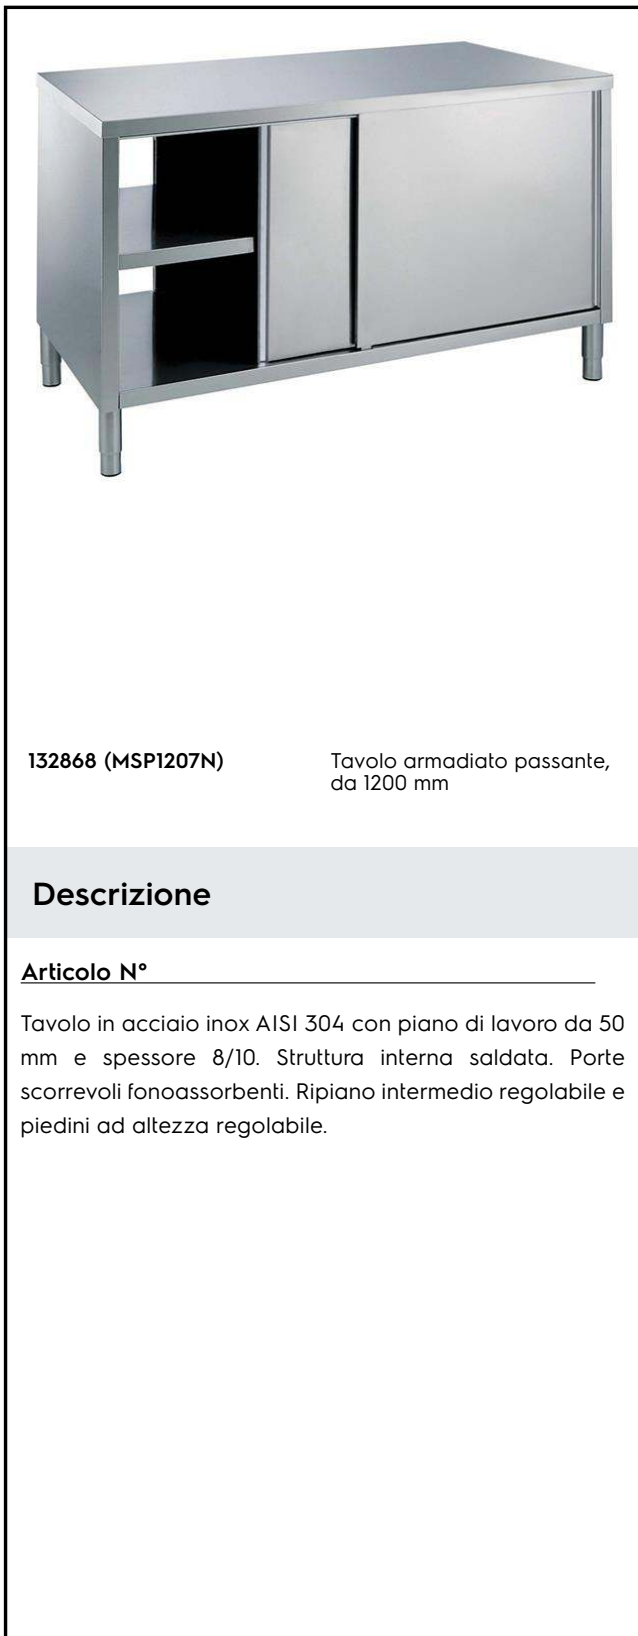 132868 (MSP1207N)
Tavolo armadiato passante,
da 1200 mm
Descrizione
Articolo N°
Tavolo in acciaio inox AISI 304 con piano di lavoro da 50
mm e spessore 8/10. Struttura interna saldata. Porte
scorrevoli fonoassorbenti. Ripiano intermedio regolabile e
piedini ad altezza regolabile.